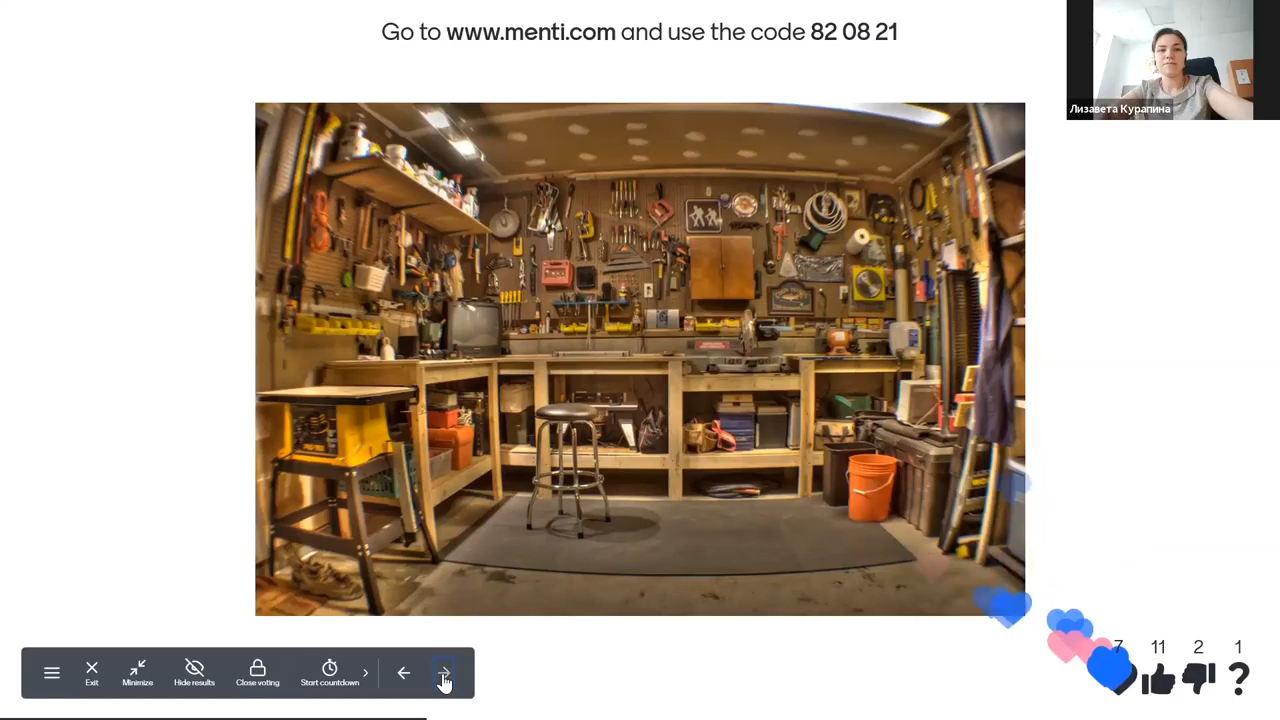 Go to www.menti.com and use the code 82 08 21
Лизавета Курапина
7 11 2 1
Exit
Minimize
Hide results
Close voting
Start countdown